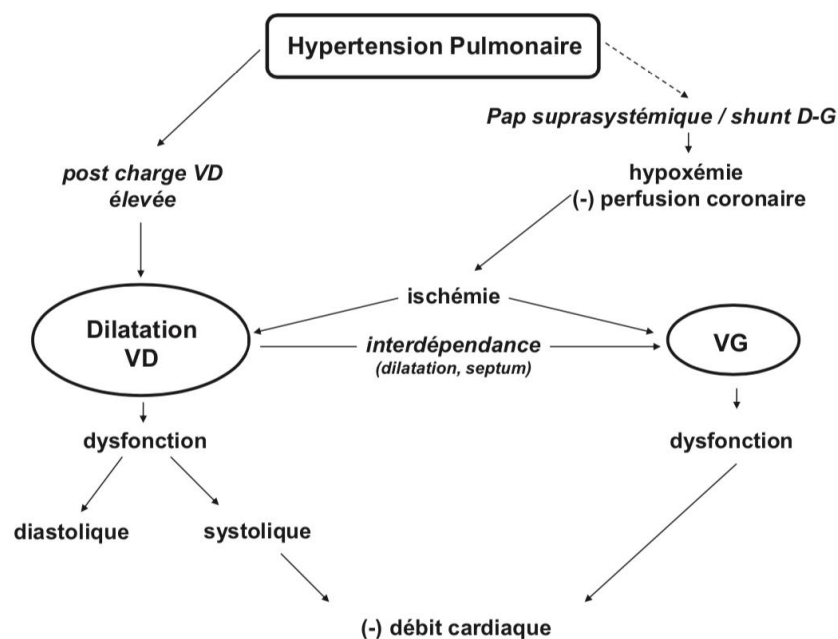 Hypertension Pulmonaire
Pap suprasystémique / shunt D-G
post charge VD
élevée
hypoxémie
(-) perfusion coronaire
ischémie
Dilatation
VD
interdépendance
(dilatation, septum)
VG
dysfonction
dysfonction
diastolique
systolique
(-) débit cardiaque